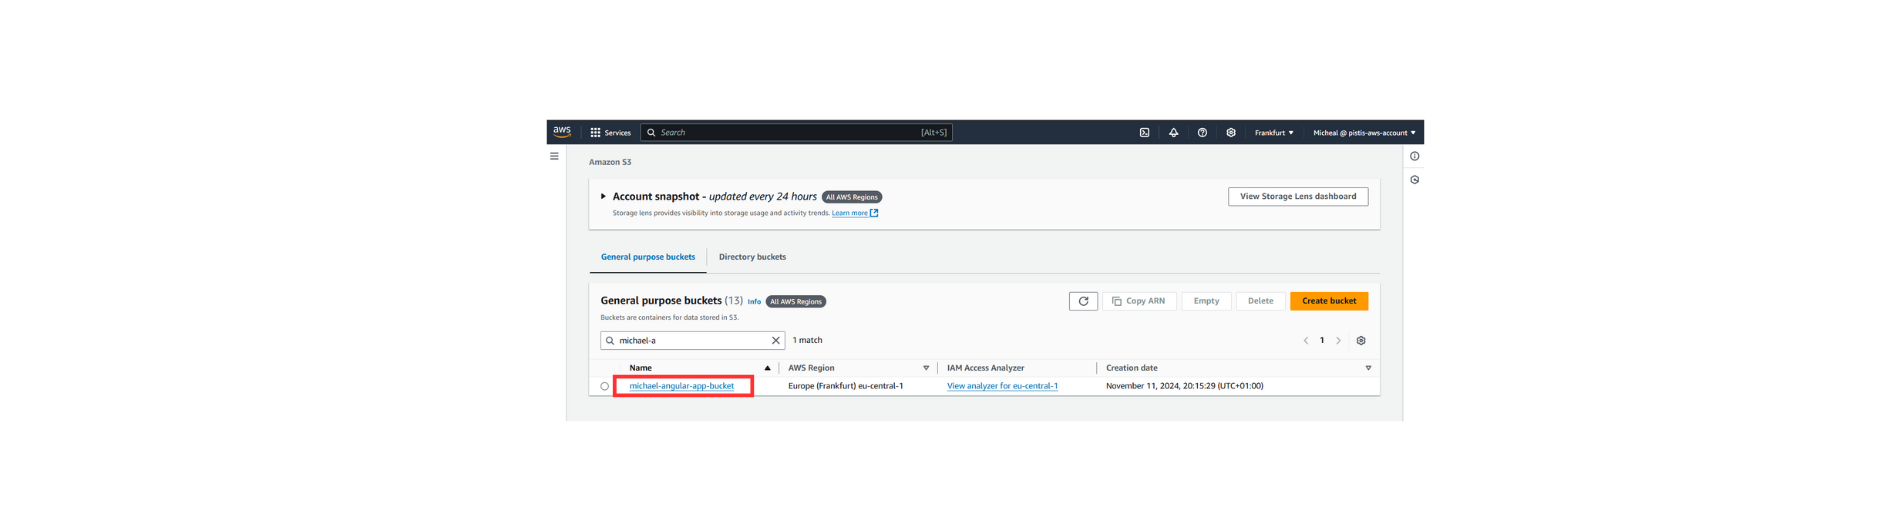 aws Services Search [Alt+S] Frankfurt ▼ Micheal @ pistis-aws-account ▼
Amazon S3
Account snapshot - updated every 24 hours All AWS Regions View Storage Lens dashboard
Storage lens provides visibility into storage usage and activity trends. Learn more
General purpose buckets Directory buckets
General purpose buckets (13) Info All AWS Regions Copy ARN Empty Delete Create bucket
Buckets are containers for data stored in S3.
michael-a 1 match 1
Name AWS Region IAM Access Analyzer Creation date
michael-angular-app-bucket Europe (Frankfurt) eu-central-1 View analyzer for eu-central-1 November 11, 2024, 20:15:29 (UTC+01:00)